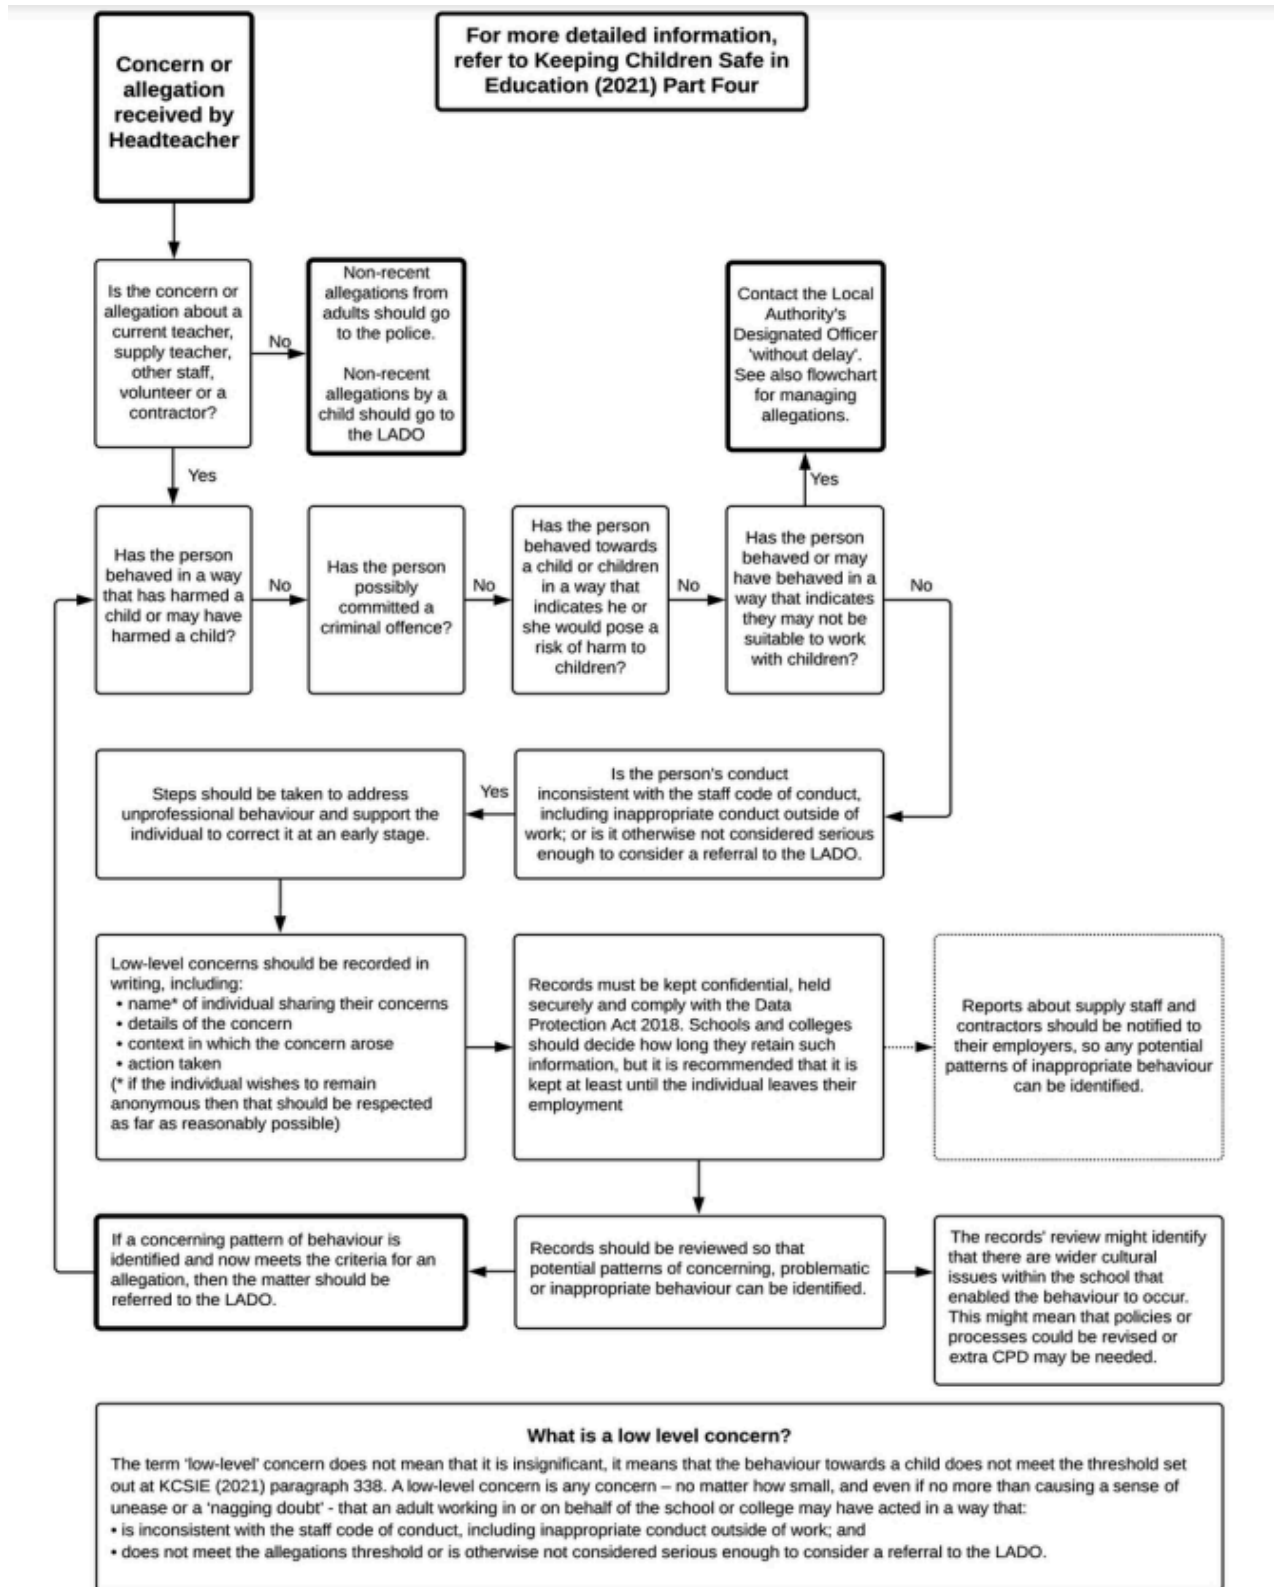 Concern or
allegation
received by
Headteacher
For more detailed information,
refer to Keeping Children Safe in
Education (2021) Part Four
Is the concern or
allegation about a
current teacher,
supply teacher,
other staff,
volunteer or a
contractor?
No
Non-recent
allegations from
adults should go
to the police.
Non-recent
allegations by a
child should go to
the LADO
Contact the Local
Authority's
Designated Officer
'without delay'.
See also flowchart
for managing
allegations.
Yes
Yes
Has the person
behaved in a way
that has harmed a
child or may have
harmed a child?
No
Has the person
possibly
committed a
criminal offence?
No
Has the person
behaved towards
a child or children
in a way that
indicates he or
she would pose a
risk of harm to
children?
No
Has the person
behaved or may
have behaved in a
way that indicates
they may not be
suitable to work
with children?
No
Is the person's conduct
inconsistent with the staff code of conduct,
including inappropriate conduct outside of
work; or is it otherwise not considered serious
enough to consider a referral to the LADO.
Yes
Steps should be taken to address
unprofessional behaviour and support the
individual to correct it at an early stage.
Low-level concerns should be recorded in
writing, including:
• name* of individual sharing their concerns
• details of the concern
• context in which the concern arose
• action taken
(* if the individual wishes to remain
anonymous then that should be respected
as far as reasonably possible)
Records must be kept confidential, held
securely and comply with the Data
Protection Act 2018. Schools and colleges
should decide how long they retain such
information, but it is recommended that it is
kept at least until the individual leaves their
employment
Reports about supply staff and
contractors should be notified to
their employers, so any potential
patterns of inappropriate behaviour
can be identified.
If a concerning pattern of behaviour is
identified and now meets the criteria for an
allegation, then the matter should be
referred to the LADO.
Records should be reviewed so that
potential patterns of concerning, problematic
or inappropriate behaviour can be identified.
The records' review might identify
that there are wider cultural
issues within the school that
enabled the behaviour to occur.
This might mean that policies or
processes could be revised or
extra CPD may be needed.
What is a low level concern?
The term 'low-level' concern does not mean that it is insignificant, it means that the behaviour towards a child does not meet the threshold set
out at KCSIE (2021) paragraph 338. A low-level concern is any concern – no matter how small, and even if no more than causing a sense of
unease or a 'nagging doubt' - that an adult working in or on behalf of the school or college may have acted in a way that:
• is inconsistent with the staff code of conduct, including inappropriate conduct outside of work; and
• does not meet the allegations threshold or is otherwise not considered serious enough to consider a referral to the LADO.